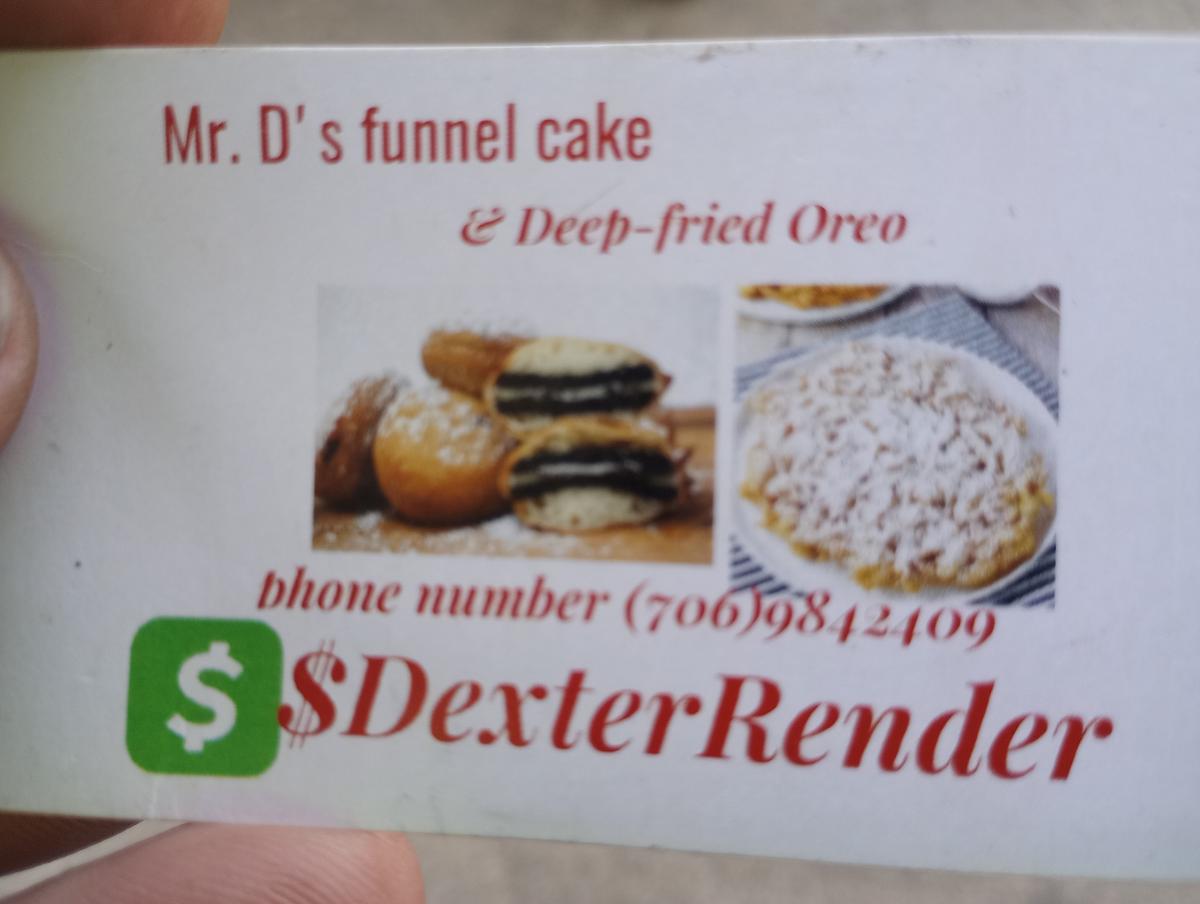 Mr. D's funnel cake
& Deep-fried Oreo
phone number (706)9842409
$
$DexterRender